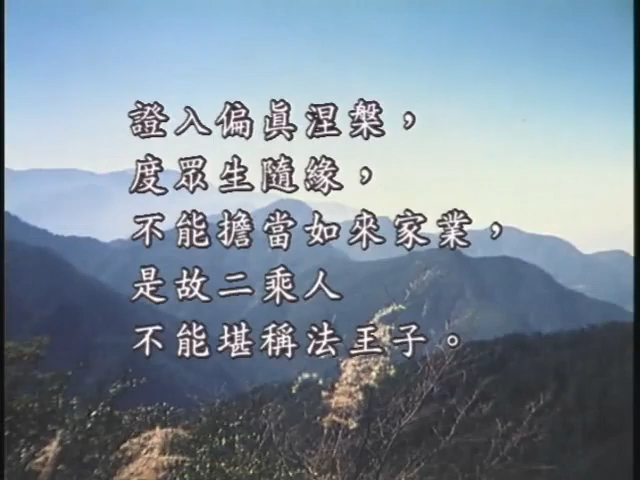 證入偏眞涅槃，
度眾生隨緣，
不能擔當如來家業，
是故二乘人
不能堪稱法王子。